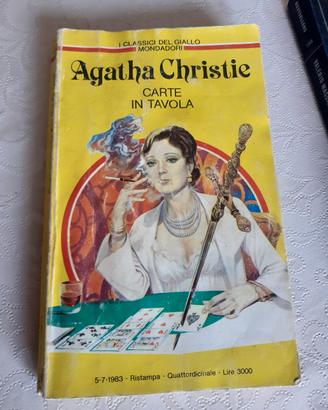 I CLASSICI DEL GIALLO
MONDADORI
Agatha Christie
CARTE
IN TAVOLA
5-7-1983 - Ristampa - Quattordicinale - Lire 3000